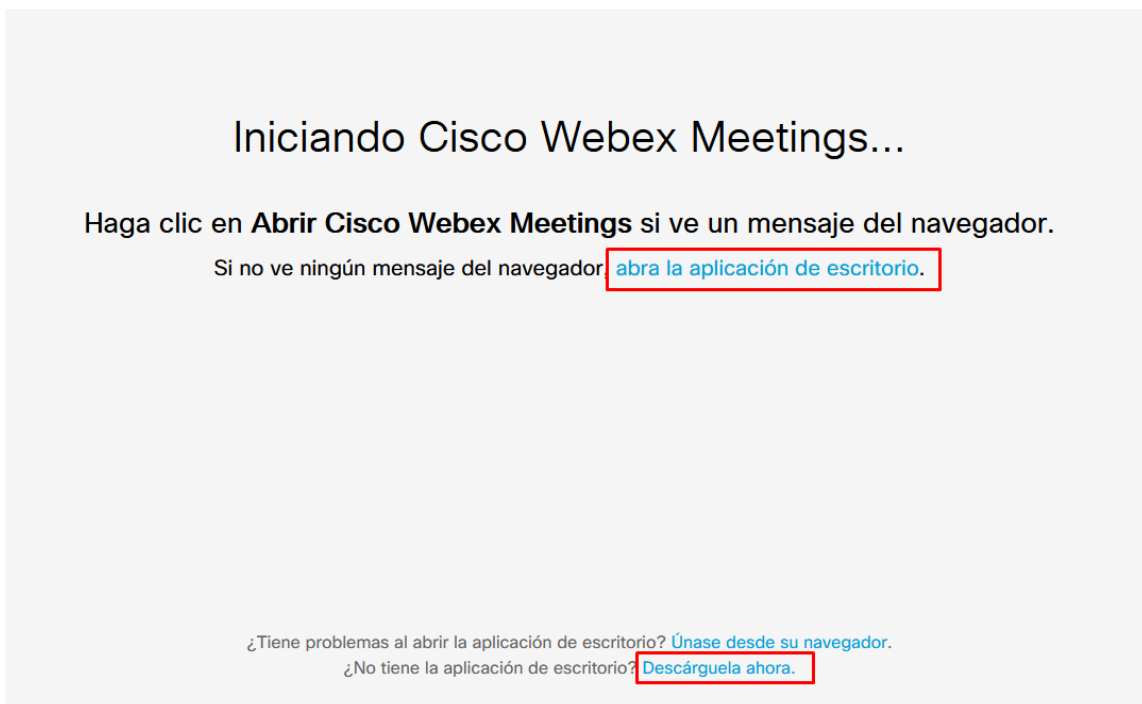 Iniciando Cisco Webex Meetings...
Haga clic en Abrir Cisco Webex Meetings si ve un mensaje del navegador.
Si no ve ningún mensaje del navegador, abra la aplicación de escritorio.
¿Tiene problemas al abrir la aplicación de escritorio? Únase desde su navegador.
¿No tiene la aplicación de escritorio? Descárguela ahora.